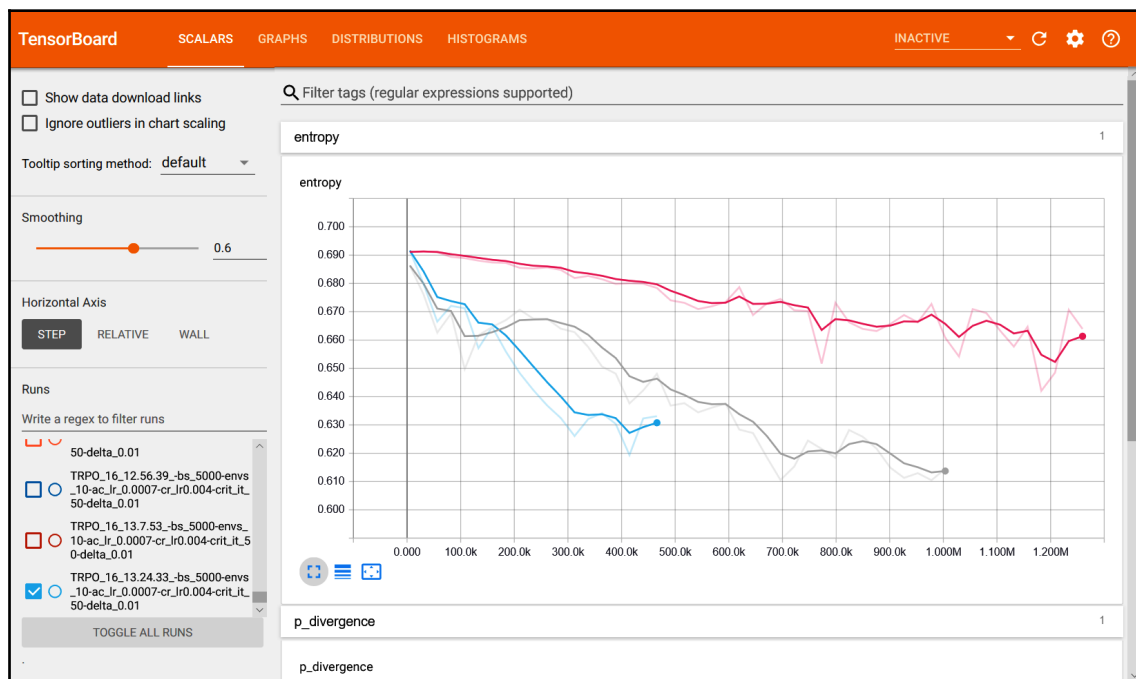 TensorBoard SCALARS GRAPHS DISTRIBUTIONS HISTOGRAMS INACTIVE
Show data download links
Ignore outliers in chart scaling
Tooltip sorting method: default
Smoothing
0.6
Horizontal Axis
STEP RELATIVE WALL
Runs
Write a regex to filter runs
50-delta_0.01
TRPO_16_12.56.39_-bs_5000-envs
_10-ac_lr_0.0007-cr_lr0.004-crit_it_
50-delta_0.01
TRPO_16_13.7.53_-bs_5000-envs_
10-ac_lr_0.0007-cr_lr0.004-crit_it_5
0-delta_0.01
TRPO_16_13.24.33_-bs_5000-envs
_10-ac_lr_0.0007-cr_lr0.004-crit_it_
50-delta_0.01
TOGGLE ALL RUNS
.
Filter tags (regular expressions supported)
entropy 1
entropy
0.700
0.690
0.680
0.670
0.660
0.650
0.640
0.630
0.620
0.610
0.600
0.000 100.0k 200.0k 300.0k 400.0k 500.0k 600.0k 700.0k 800.0k 900.0k 1.000M 1.100M 1.200M
p_divergence 1
p_divergence